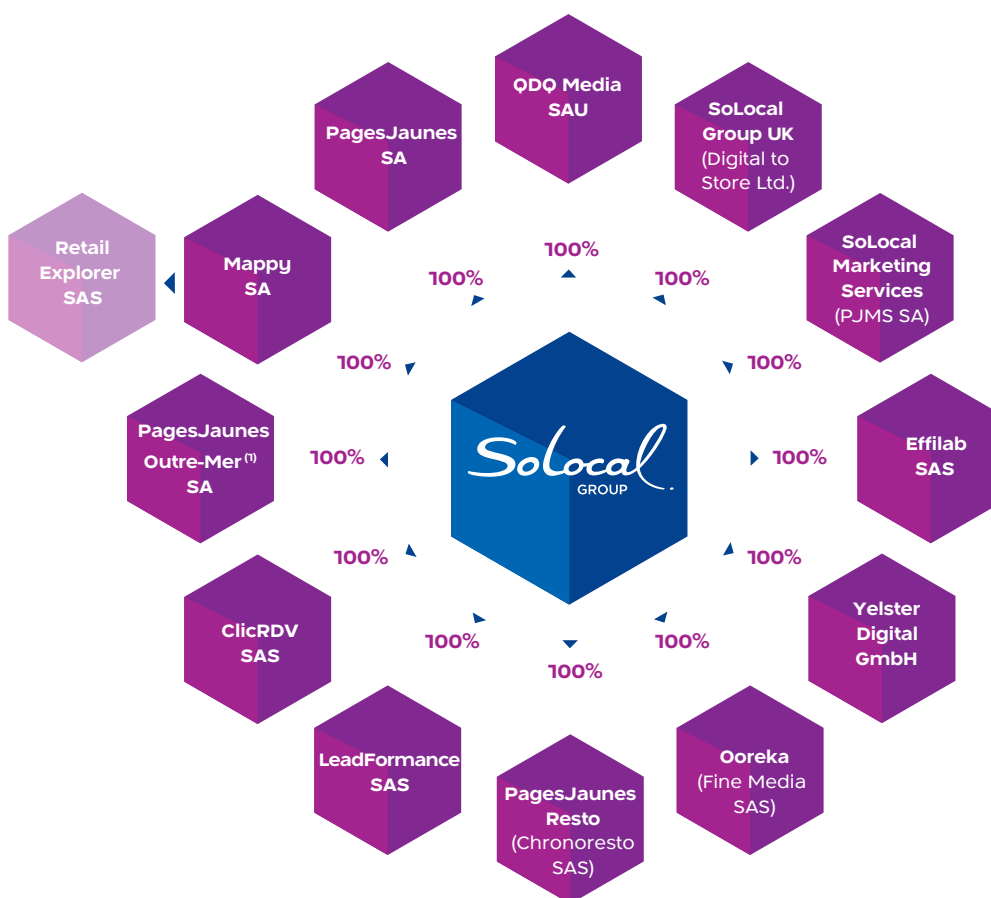 QDQ Media
SAU
SoLocal
Group UK
(Digital to
Store Ltd.)
PagesJaunes
SA
SoLocal
Marketing
Services
(PJMS SA)
Retail
Explorer
SAS
Mappy
SA
100%
100%
100%
100%
100%
PagesJaunes
Outre-Mer (1)
SA
100%
SoLocal
GROUP
100%
Effilab
SAS
100%
100%
100%
100%
100%
ClicRDV
SAS
Yelster
Digital
GmbH
LeadFormance
SAS
PagesJaunes
Resto
(Chronoresto
SAS)
Ooreka
(Fine Media
SAS)